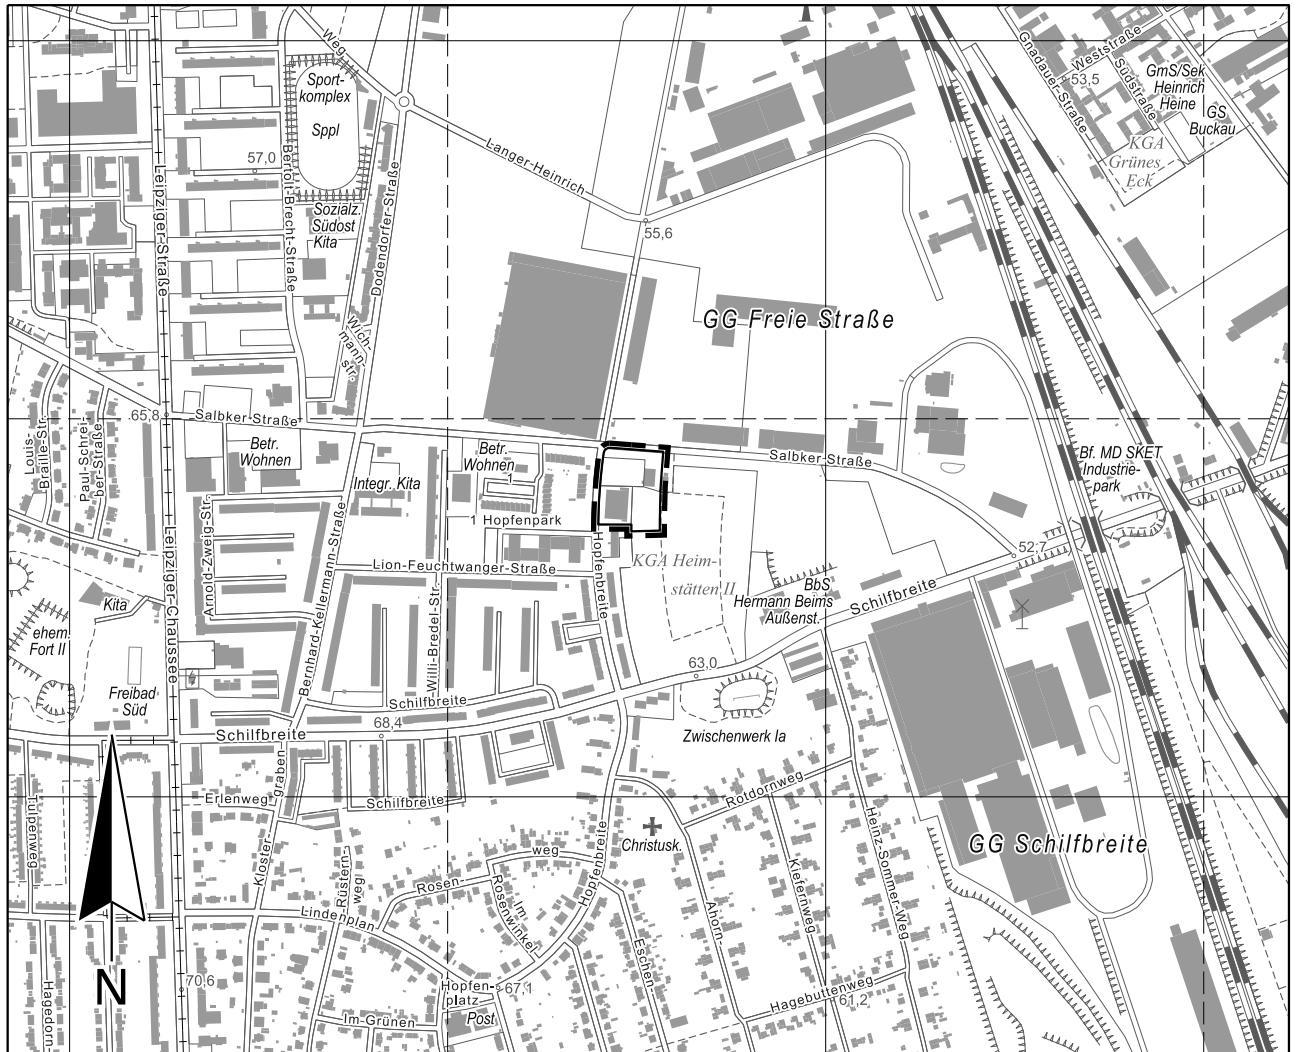 Weg
Sport-
komplex
Sppl
57,0
Leipziger-Straße
Bertolt-Brecht-Straße
Dodendorfer-Straße
Sozialz.
Südost
Kita
Wich-
mann-
str.
Langer-Heinrich
55,6
GG Freie Straße
Gnadauer-Straße
Weststraße
53,5
Südstraße
GmS/Sek
Heinrich
Heine
GS
Buckau
KGA
Grünes
Eck
65,8
Salbker Straße
Louis-
Braille-Str.
Paul-Schrei-
ber-Straße
Betr.
Wohnen
Integr. Kita
Betr.
Wohnen
1
1 Hopfenpark
Salbker-Straße
Bf. MD SKET
Industrie-
park
52,7
Arnold-Zweig-Str.
Bernhard-Kellermann-Straße
Lion-Feuchtwanger-Straße
Willi-Bredel-Str.
Hopfenbreite
KGA Heim-
stätten II
BbS
Hermann Beims
Außenst.
Schilfbreite
Leipziger-Chaussee
Kita
ehem.
Fort II
Freibad
Süd
63,0
Schilfbreite
Schilfbreite
68,4
Zwischenwerk Ia
Tulpenweg
Erlenweg
Kloster-
graben
Schilfbreite
Rotdornweg
Heinz-Sommer-Weg
GG Schilfbreite
Christusk.
Hopfenbreite
Rüstern-
weg
Rosen-
weg
Im-
Rosenwinkel
Lindenplan
Ahorn-
Kiefernweg
Eschen-
N
70,6
Hagedorn-
Hopfen-
platz
67,1
Post
Im-Grünen
Hagebuttenweg
61,2